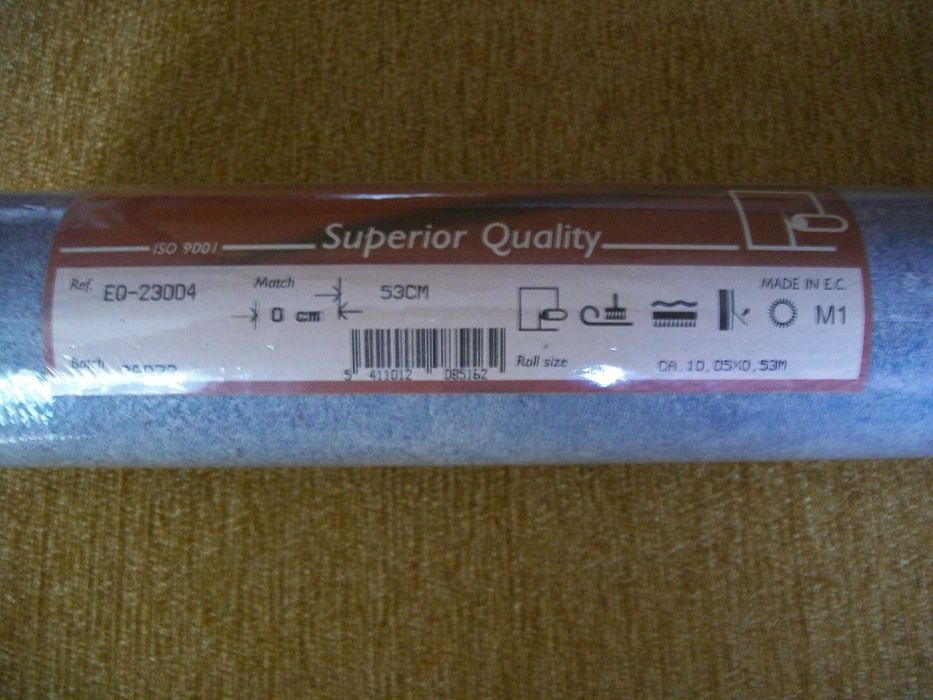 ISO 9001 Superior Quality
Ref. EQ-23004 Match 53CM MADE IN E.C.
0 cm M1
Batch Roll size CA. 10,05X0,53M
5 411012 085162